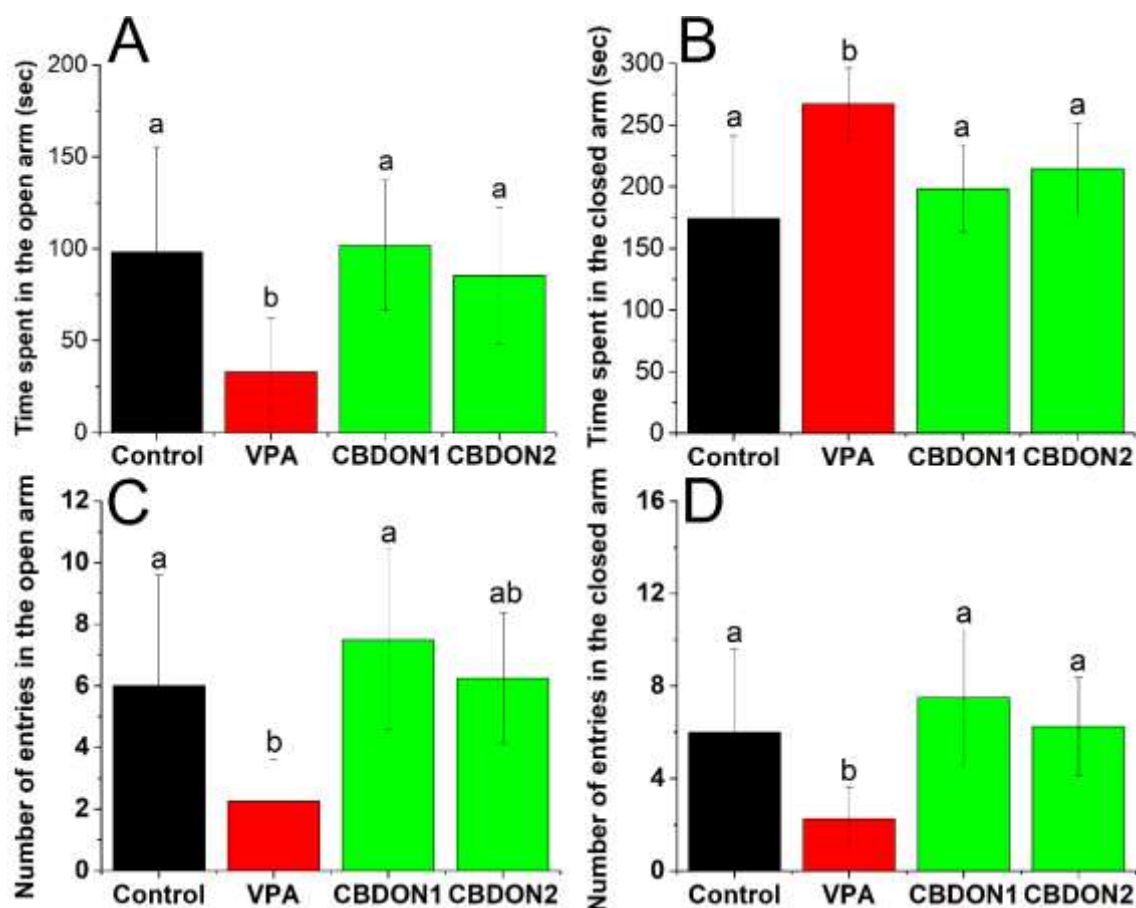 A
Time spent in the open arm (sec)
200
150
100
50
0
a
b
a
a
Control VPA CBDON1 CBDON2
B
Time spent in the closed arm (sec)
300
250
200
150
100
50
0
a
b
a
a
Control VPA CBDON1 CBDON2
C
Number of entries in the open arm
12
10
8
6
4
2
0
a
b
a
ab
Control VPA CBDON1 CBDON2
D
Number of entries in the closed arm
16
12
8
4
0
a
b
a
a
Control VPA CBDON1 CBDON2